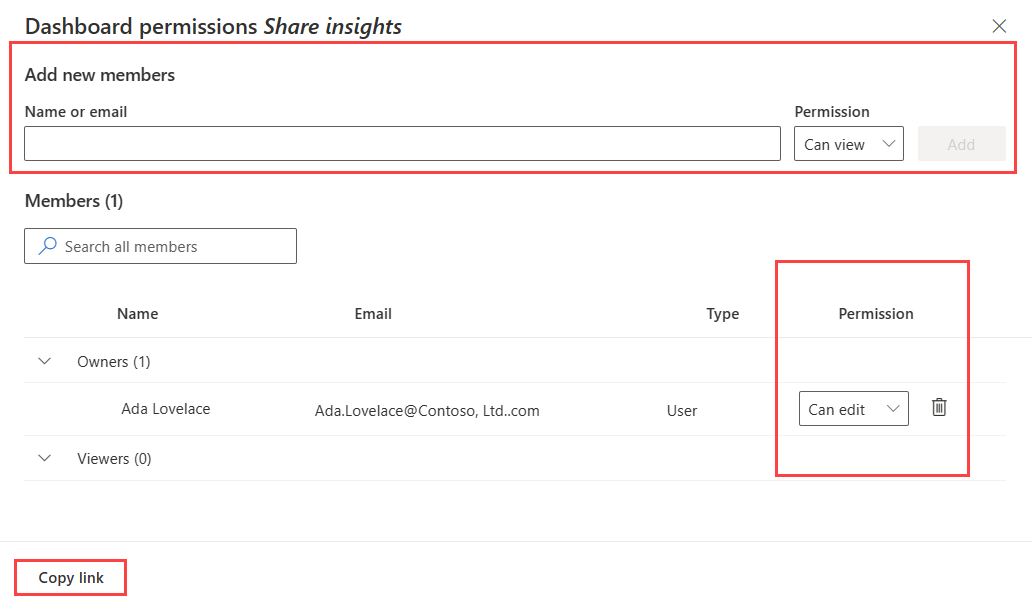 Dashboard permissions Share insights
Add new members
Name or email Permission
Can view Add
Members (1)
Search all members
Name Email Type Permission
Owners (1)
Ada Lovelace Ada.Lovelace@Contoso, Ltd..com User Can edit
Viewers (0)
Copy link